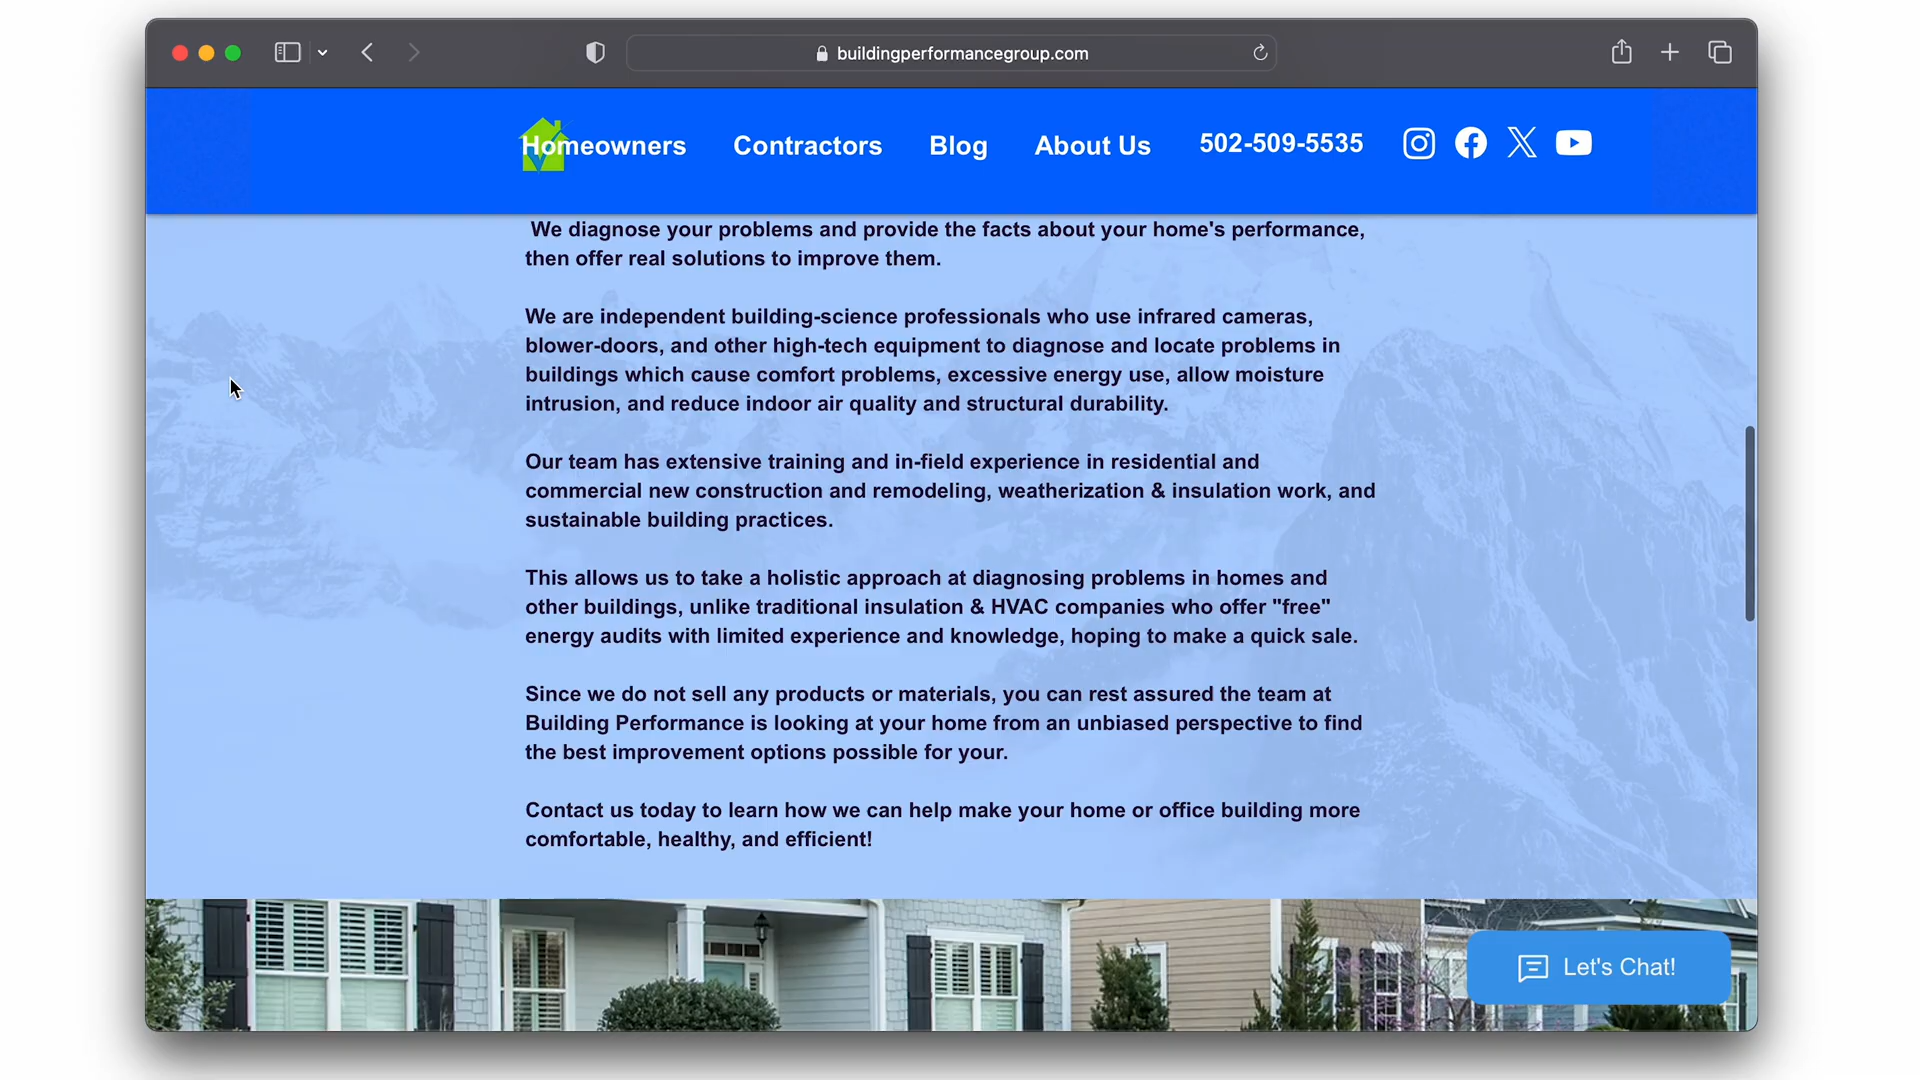 buildingperformancegroup.com
Homeowners
Contractors
Blog
About Us
502-509-5535
We diagnose your problems and provide the facts about your home's performance,
then offer real solutions to improve them.
We are independent building-science professionals who use infrared cameras,
blower-doors, and other high-tech equipment to diagnose and locate problems in
buildings which cause comfort problems, excessive energy use, allow moisture
intrusion, and reduce indoor air quality and structural durability.
Our team has extensive training and in-field experience in residential and
commercial new construction and remodeling, weatherization & insulation work, and
sustainable building practices.
This allows us to take a holistic approach at diagnosing problems in homes and
other buildings, unlike traditional insulation & HVAC companies who offer "free"
energy audits with limited experience and knowledge, hoping to make a quick sale.
Since we do not sell any products or materials, you can rest assured the team at
Building Performance is looking at your home from an unbiased perspective to find
the best improvement options possible for your.
Contact us today to learn how we can help make your home or office building more
comfortable, healthy, and efficient!
Let's Chat!